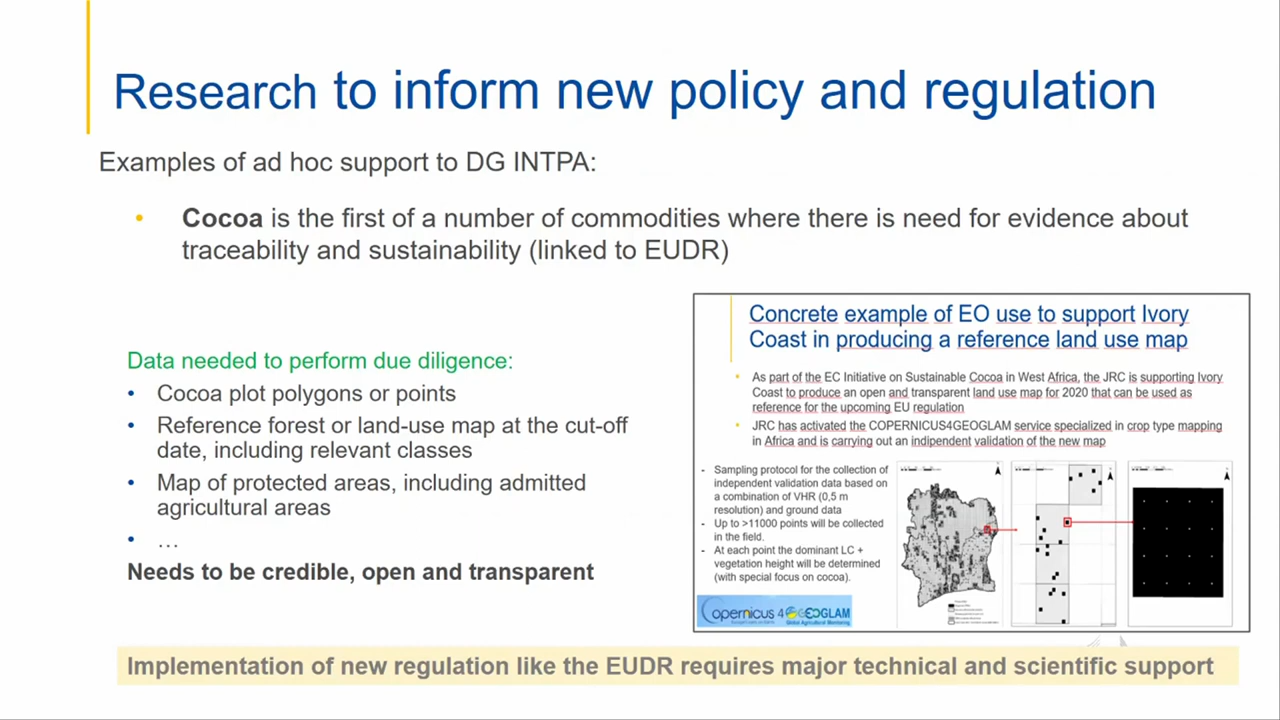 Research to inform new policy and regulation
Examples of ad hoc support to DG INTPA:
• Cocoa is the first of a number of commodities where there is need for evidence about
traceability and sustainability (linked to EUDR)
Data needed to perform due diligence:
• Cocoa plot polygons or points
• Reference forest or land-use map at the cut-off
date, including relevant classes
• Map of protected areas, including admitted
agricultural areas
• …
Needs to be credible, open and transparent
Concrete example of EO use to support Ivory
Coast in producing a reference land use map
• As part of the EC Initiative on Sustainable Cocoa in West Africa, the JRC is supporting Ivory
Coast to produce an open and transparent land use map for 2020 that can be used as
reference for the upcoming EU regulation
• JRC has activated the COPERNICUS4GEOGLAM service specialized in crop type mapping
in Africa and is carrying out an indipendent validation of the new map
- Sampling protocol for the collection of
independent validation data based on
a combination of VHR (0,5 m
resolution) and ground data
- Up to >11000 points will be collected
in the field.
- At each point the dominant LC +
vegetation height will be determined
(with special focus on cocoa).
Copernicus 4 GEOGLAM
Global Agricultural Monitoring
Implementation of new regulation like the EUDR requires major technical and scientific support